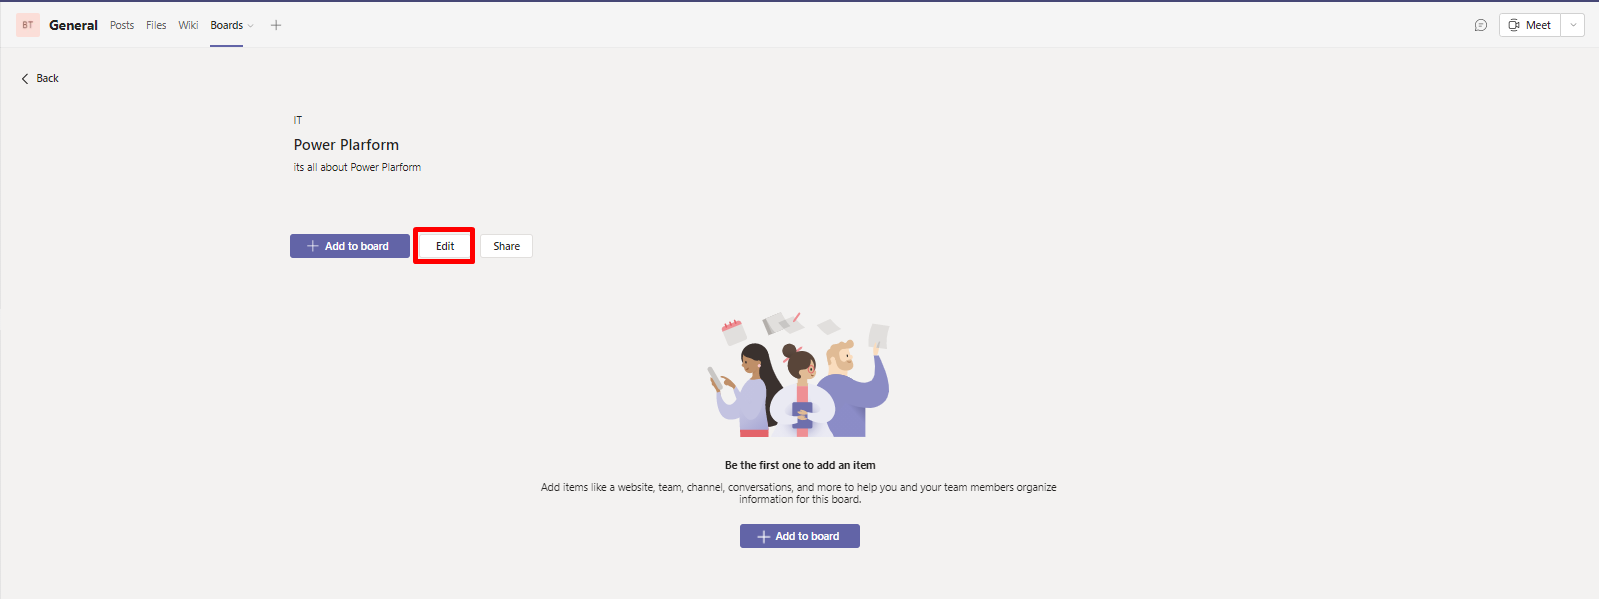 BT General Posts Files Wiki Boards Meet
Back
IT
Power Plarform
its all about Power Plarform
Add to board Edit Share
Be the first one to add an item
Add items like a website, team, channel, conversations, and more to help you and your team members organize
information for this board.
Add to board